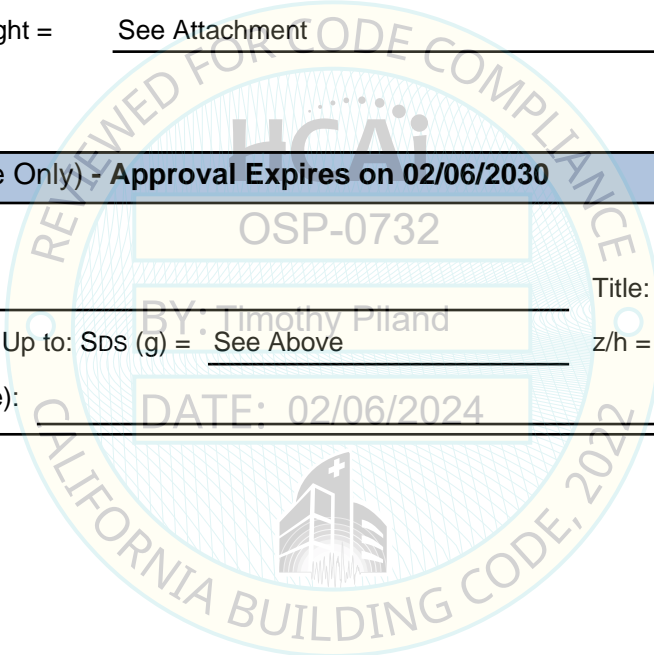 ght = See Attachment
REVIEWED FOR CODE COMPLIANCE
HCAi
e Only) - Approval Expires on 02/06/2030
OSP-0732
Title:
BY: Timothy Piland
Up to: SDS (g) = See Above z/h =
e):
DATE: 02/06/2024
CALIFORNIA BUILDING CODE, 2022